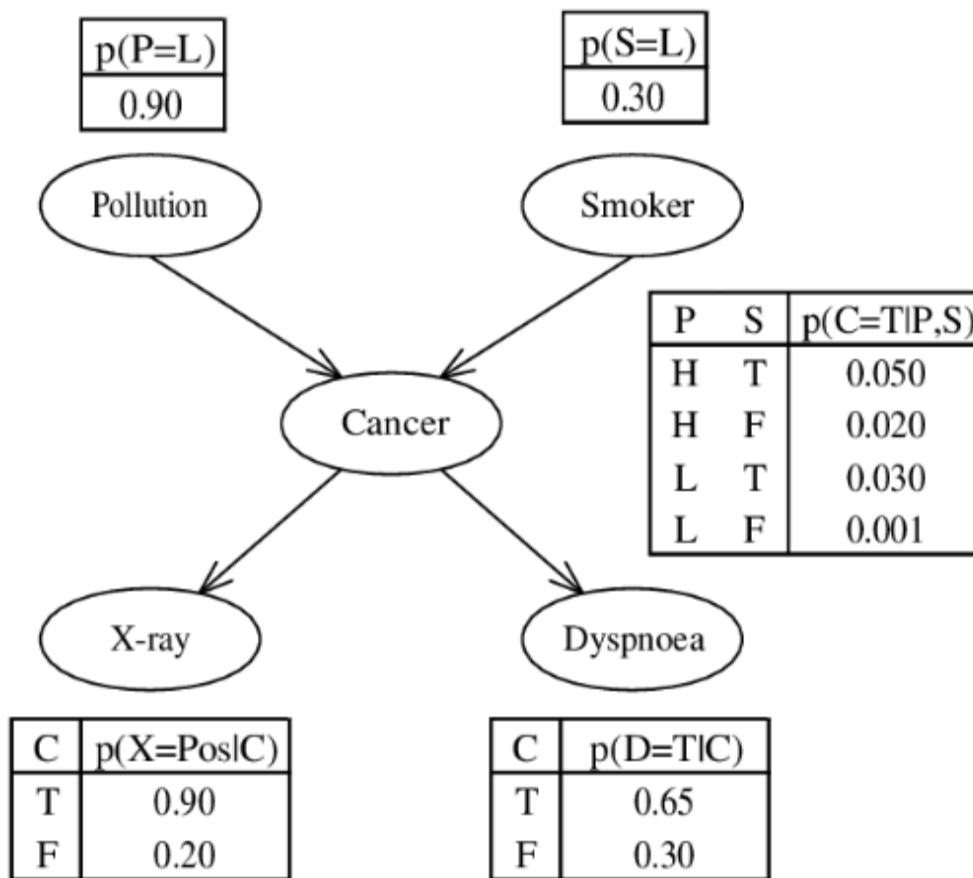 p(P=L)
0.90
p(S=L)
0.30
Pollution
Smoker
P S p(C=T|P,S)
H T 0.050
H F 0.020
L T 0.030
L F 0.001
Cancer
X-ray
Dyspnoea
C p(X=Pos|C)
T 0.90
F 0.20
C p(D=T|C)
T 0.65
F 0.30